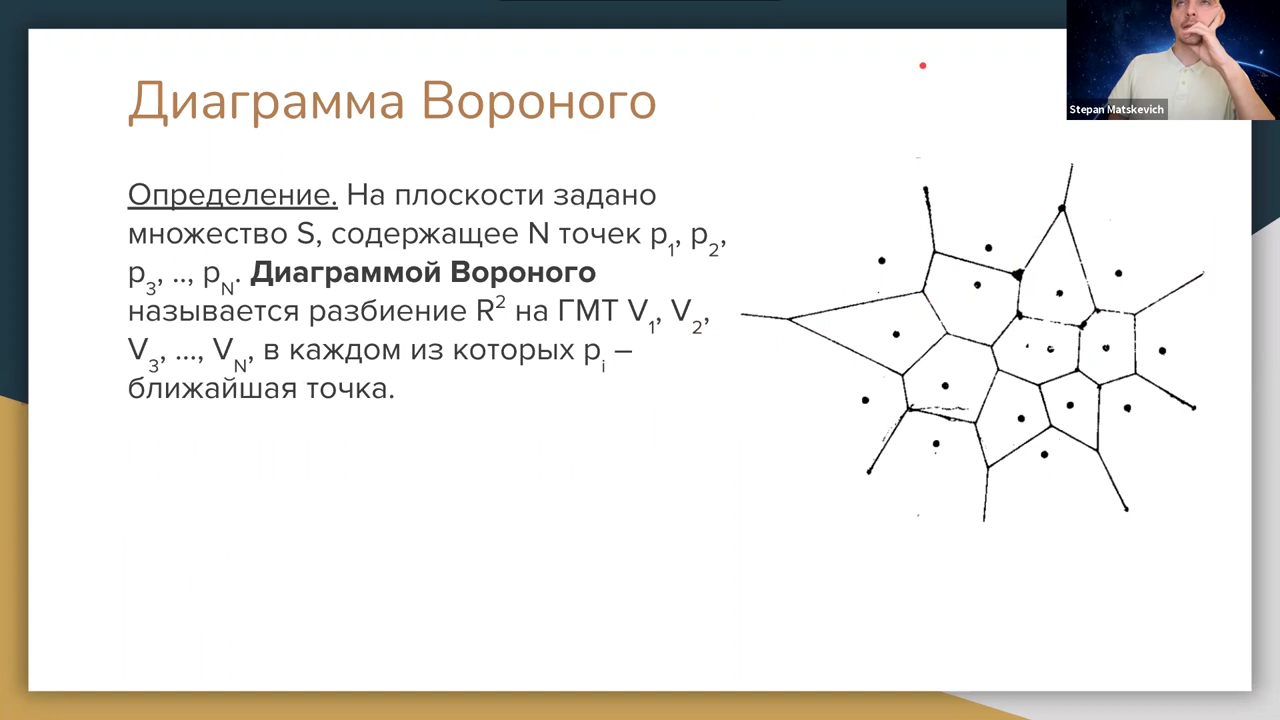 Диаграмма Вороного
Stepan Matskevich
Определение. На плоскости задано
множество S, содержащее N точек p1, p2,
p3, .., pN. Диаграммой Вороного
называется разбиение R2 на ГМТ V1, V2,
V3, ..., VN, в каждом из которых pi –
ближайшая точка.